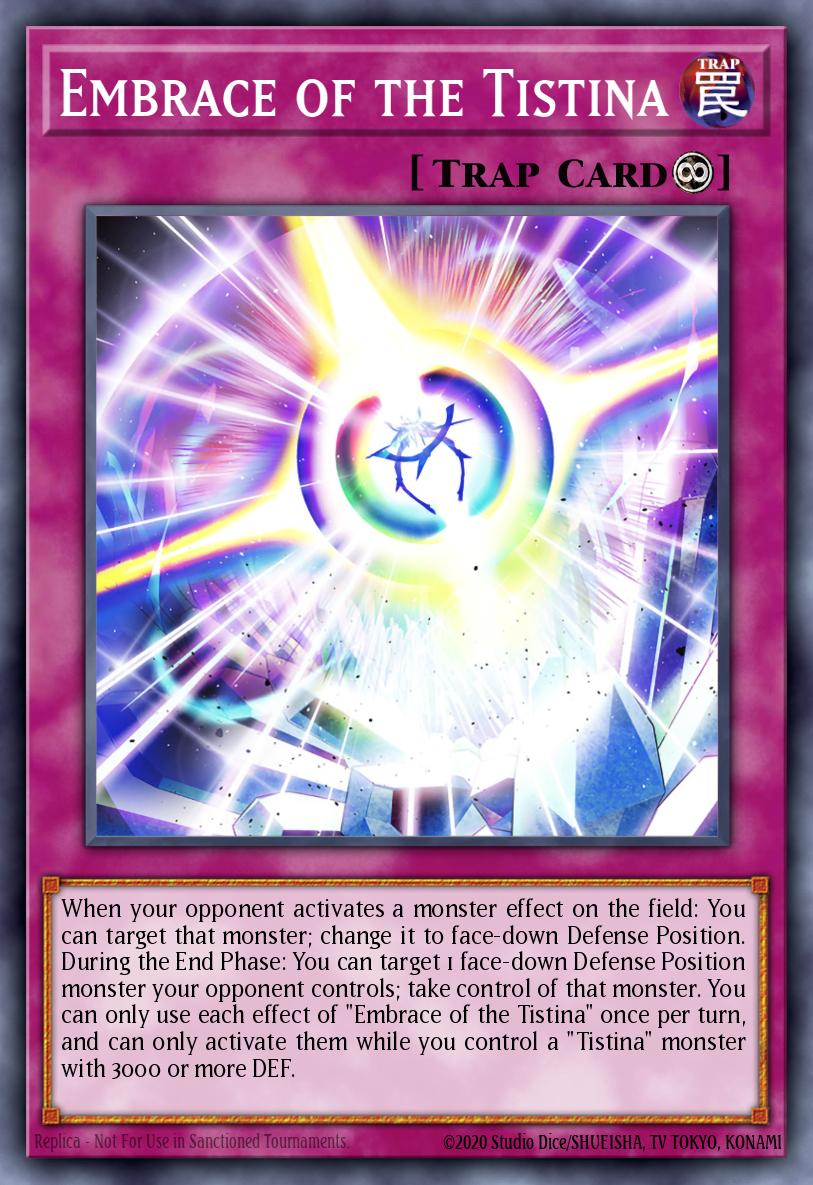 EMBRACE OF THE TISTINA
TRAP
罠
[TRAP CARD ∞]
When your opponent activates a monster effect on the field: You
can target that monster; change it to face-down Defense Position.
During the End Phase: You can target 1 face-down Defense Position
monster your opponent controls; take control of that monster. You
can only use each effect of "Embrace of the Tistina" once per turn,
and can only activate them while you control a "Tistina" monster
with 3000 or more DEF.
Replica - Not For Use in Sanctioned Tournaments.
©2020 Studio Dice/SHUEISHA, TV TOKYO, KONAMI